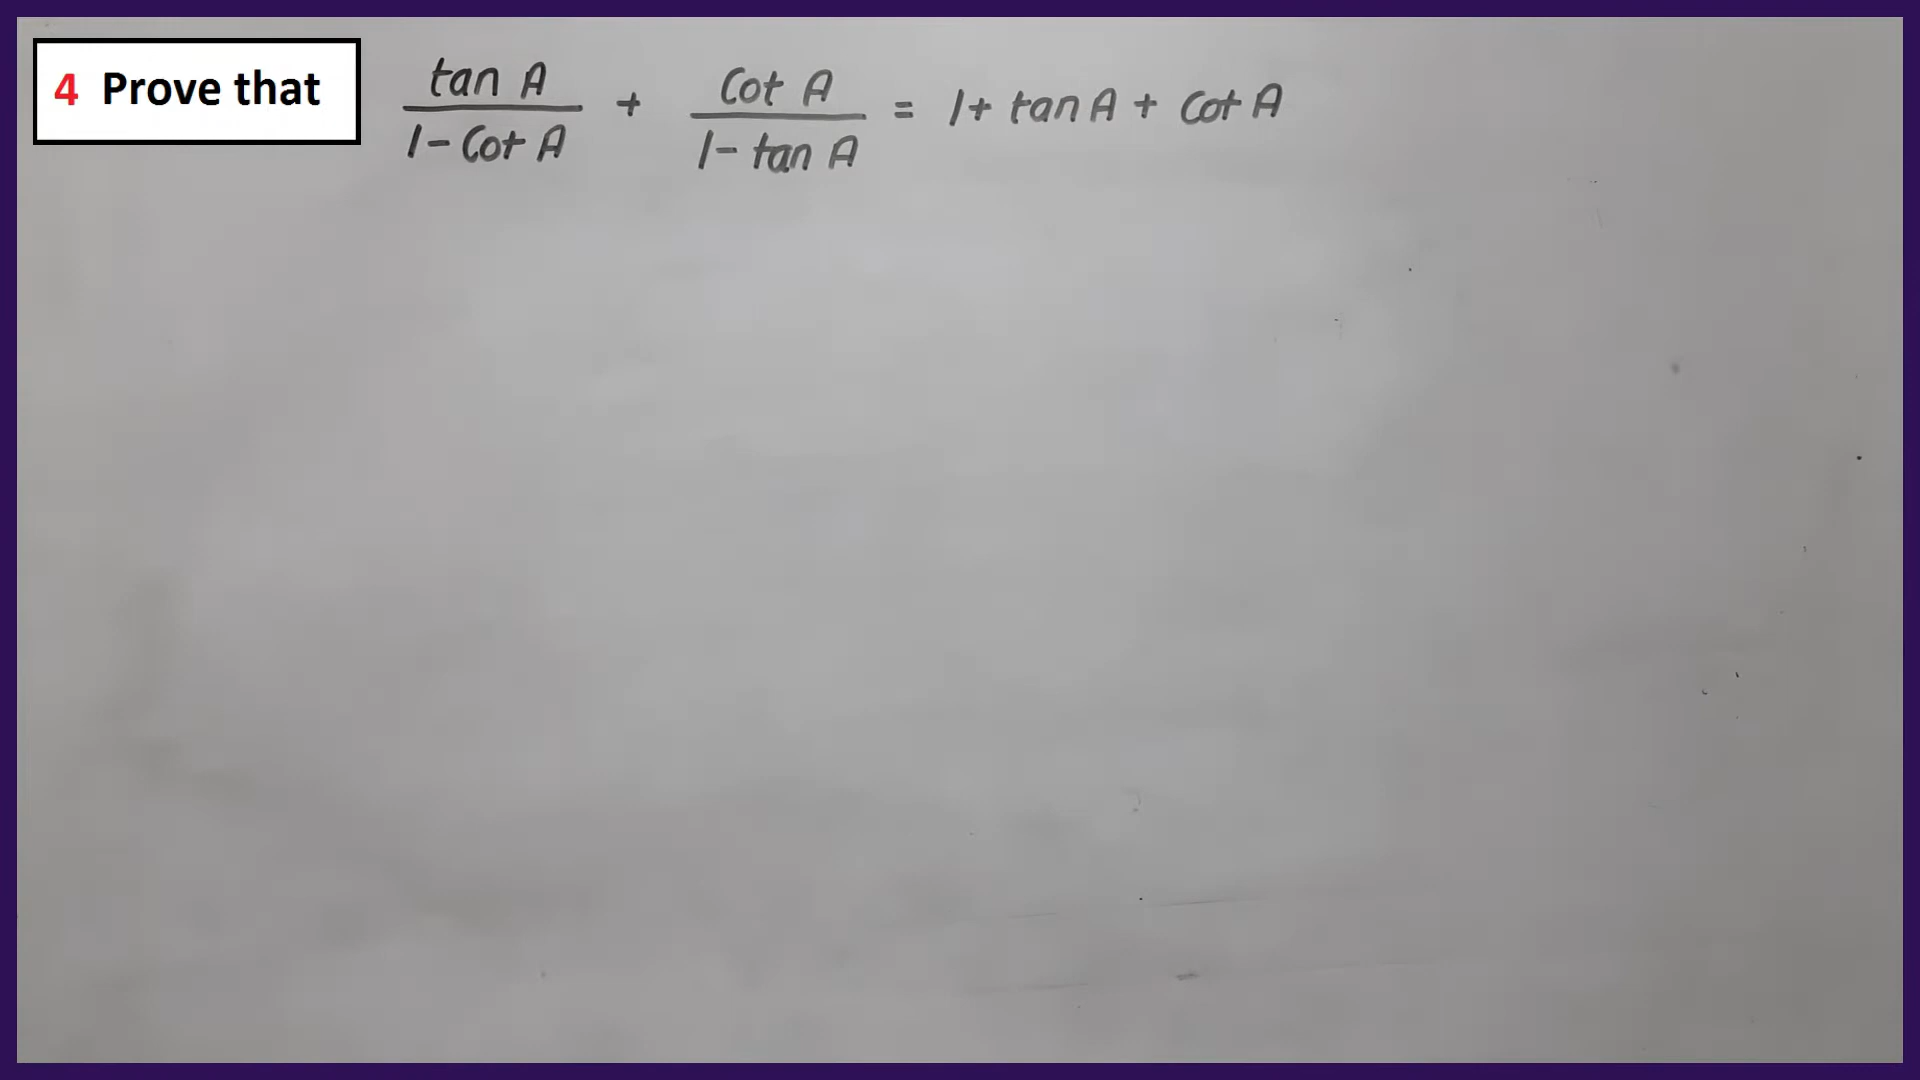 4 Prove that tan A / 1 - Cot A + Cot A / 1 - tan A = 1 + tan A + Cot A